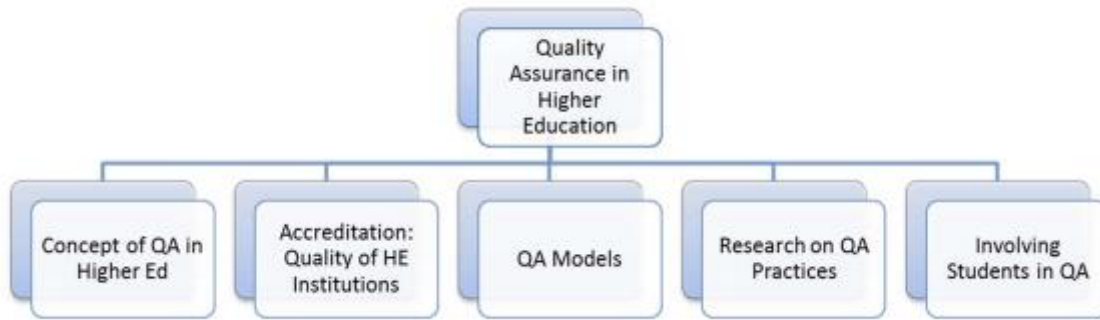 Quality
Assurance in
Higher
Education
Concept of QA in
Higher Ed
Accreditation:
Quality of HE
Institutions
QA Models
Research on QA
Practices
Involving
Students in QA